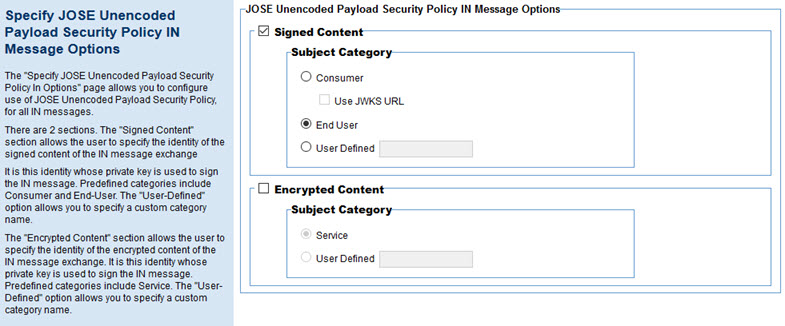 Specify JOSE Unencoded
Payload Security Policy IN
Message Options
The "Specify JOSE Unencoded Payload Security
Policy In Options" page allows you to configure
use of JOSE Unencoded Payload Security Policy,
for all IN messages.
There are 2 sections. The "Signed Content"
section allows the user to specify the identity of the
signed content of the IN message exchange
It is this identity whose private key is used to sign
the IN message. Predefined categories include
Consumer and End-User. The "User-Defined"
option allows you to specify a custom category
name.
The "Encrypted Content" section allows the user to
specify the identity of the encrypted content of the
IN message exchange. It is this identity whose
private key is used to sign the IN message.
Predefined categories include Service. The "User-
Defined" option allows you to specify a custom
category name.
JOSE Unencoded Payload Security Policy IN Message Options
Signed Content
Subject Category
Consumer
Use JWKS URL
End User
User Defined
Encrypted Content
Subject Category
Service
User Defined